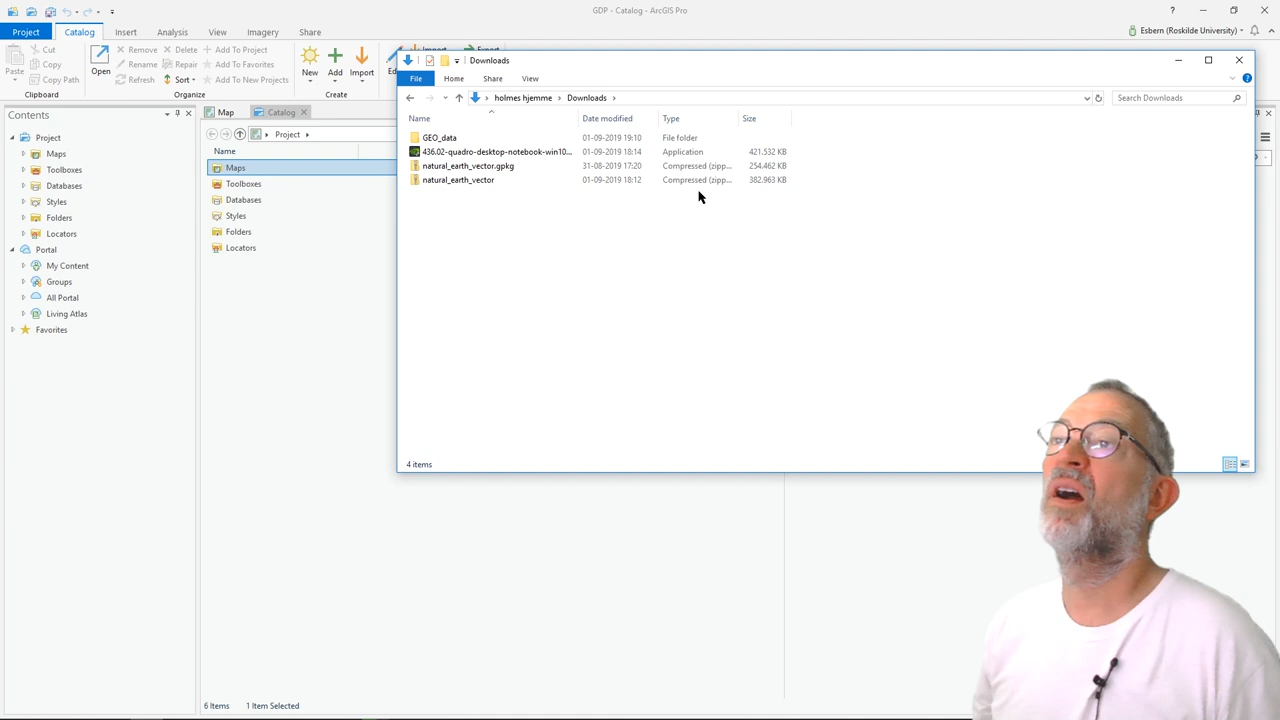 GDP - Catalog - ArcGIS Pro
?
Project Catalog Insert Analysis View Imagery Share
Esbern (Roskilde University)
Paste
Cut
Copy
Copy Path
Clipboard
Open
Remove Delete Add To Project
Rename Repair Add To Favorites
Refresh Sort Add To New Projects
Organize
New Add Import
Create
Contents
Project
Maps
Toolboxes
Databases
Styles
Folders
Locators
Portal
My Content
Groups
All Portal
Living Atlas
Favorites
Map Catalog
Project
Name
Maps
Toolboxes
Databases
Styles
Folders
Locators
6 Items 1 Item Selected
Downloads
File Home Share View
holmes hjemme Downloads
Search Downloads
Name Date modified Type Size
GEO_data 01-09-2019 19:10 File folder
436.02-quadro-desktop-notebook-win10... 01-09-2019 18:14 Application 421.532 KB
natural_earth_vector.gpkg 31-08-2019 17:20 Compressed (zipp... 254.462 KB
natural_earth_vector 01-09-2019 18:12 Compressed (zipp... 382.963 KB
4 items